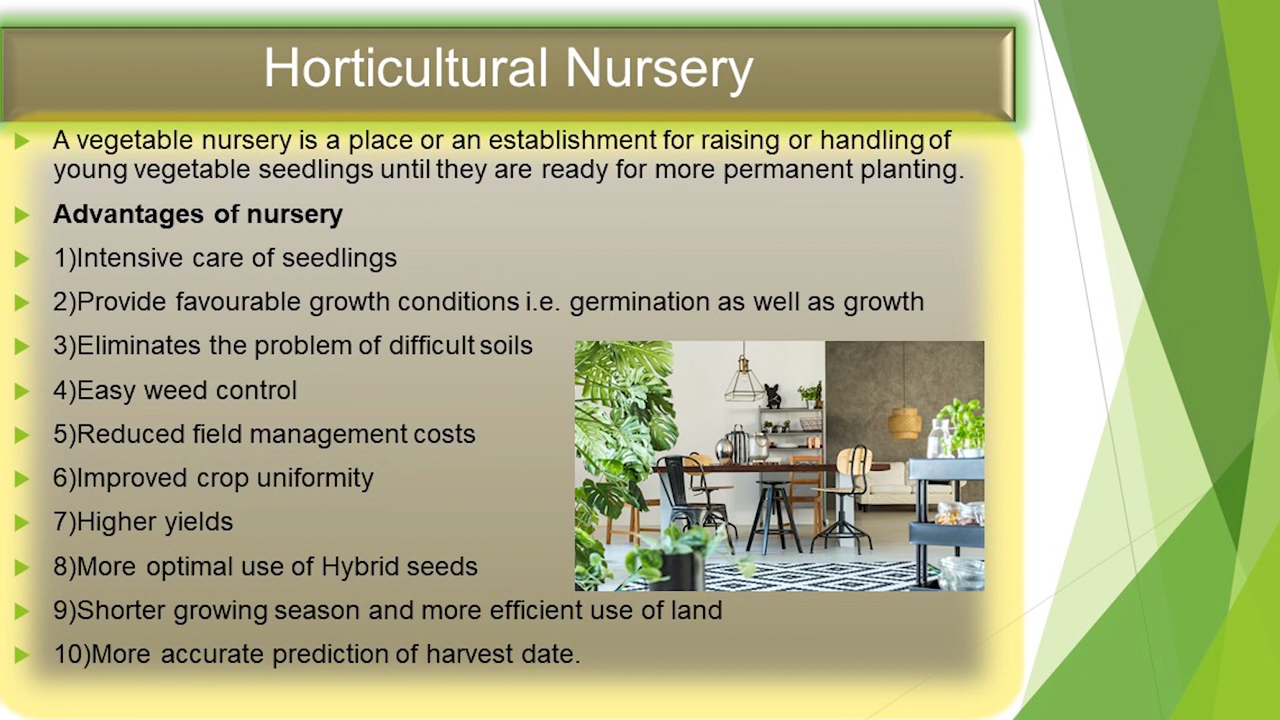 Horticultural Nursery
A vegetable nursery is a place or an establishment for raising or handling of
young vegetable seedlings until they are ready for more permanent planting.
Advantages of nursery
1)Intensive care of seedlings
2)Provide favourable growth conditions i.e. germination as well as growth
3)Eliminates the problem of difficult soils
4)Easy weed control
5)Reduced field management costs
6)Improved crop uniformity
7)Higher yields
8)More optimal use of Hybrid seeds
9)Shorter growing season and more efficient use of land
10)More accurate prediction of harvest date.